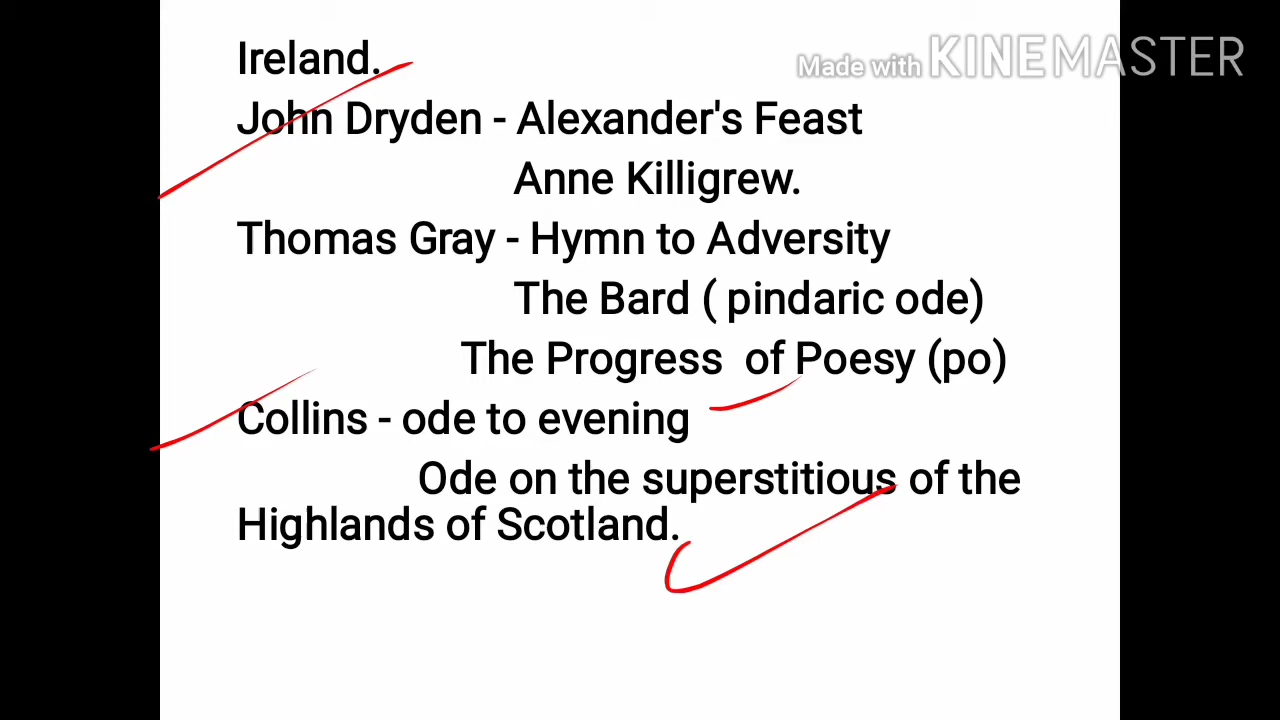 Ireland.
Made with KINEMASTER
John Dryden - Alexander's Feast
Anne Killigrew.
Thomas Gray - Hymn to Adversity
The Bard ( pindaric ode)
The Progress of Poesy (po)
Collins - ode to evening
Ode on the superstitious of the
Highlands of Scotland.